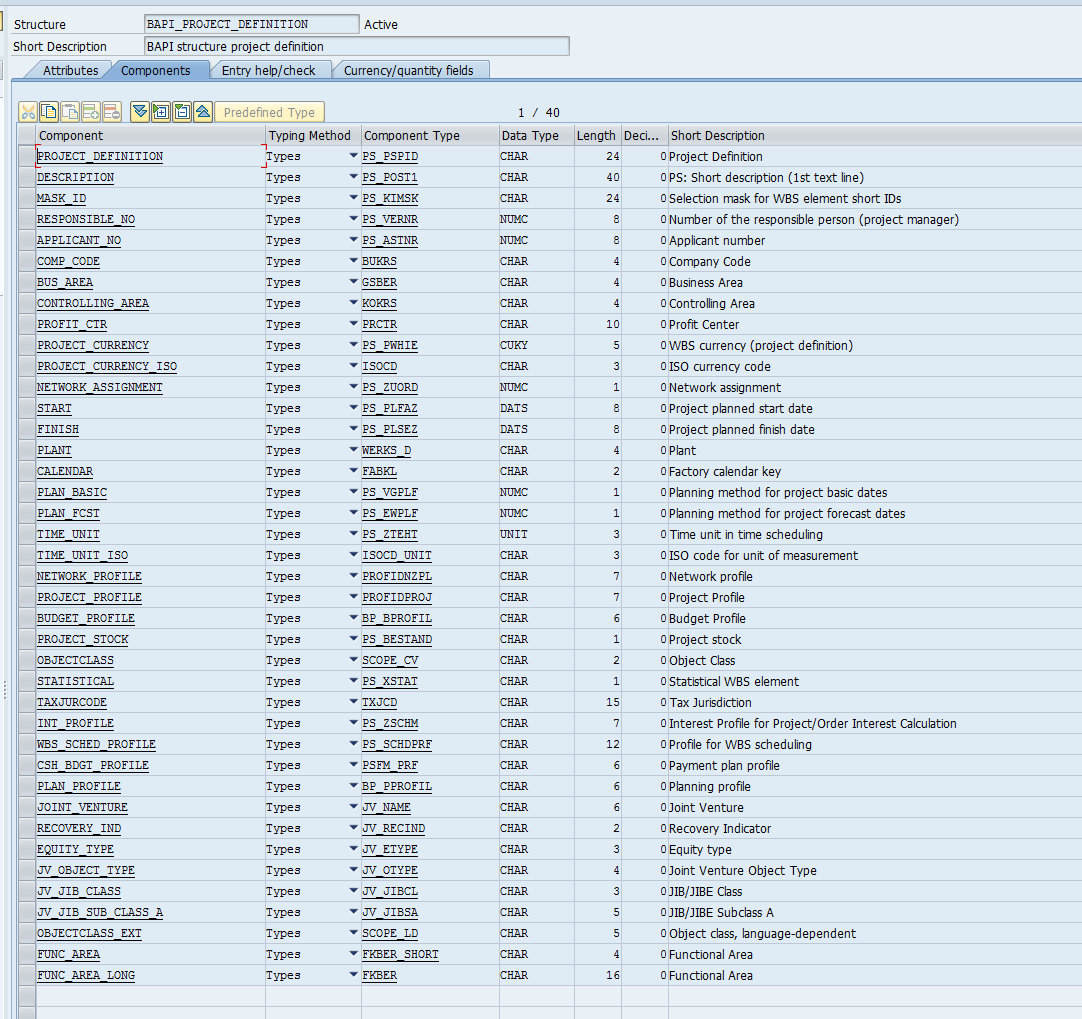 Structure BAPI_PROJECT_DEFINITION Active
Short Description BAPI structure project definition
Attributes Components Entry help/check Currency/quantity fields
Predefined Type 1 / 40
Component Typing Method Component Type Data Type Length Deci... Short Description
PROJECT_DEFINITION Types PS_PSPID CHAR 24 0 Project Definition
DESCRIPTION Types PS_POST1 CHAR 40 0 PS: Short description (1st text line)
MASK_ID Types PS_KIMSK CHAR 24 0 Selection mask for WBS element short IDs
RESPONSIBLE_NO Types PS_VERNR NUMC 8 0 Number of the responsible person (project manager)
APPLICANT_NO Types PS_ASTNR NUMC 8 0 Applicant number
COMP_CODE Types BUKRS CHAR 4 0 Company Code
BUS_AREA Types GSBER CHAR 4 0 Business Area
CONTROLLING_AREA Types KOKRS CHAR 4 0 Controlling Area
PROFIT_CTR Types PRCTR CHAR 10 0 Profit Center
PROJECT_CURRENCY Types PS_PWHIE CUKY 5 0 WBS currency (project definition)
PROJECT_CURRENCY_ISO Types ISOCD CHAR 3 0 ISO currency code
NETWORK_ASSIGNMENT Types PS_ZUORD NUMC 1 0 Network assignment
START Types PS_PLFAZ DATS 8 0 Project planned start date
FINISH Types PS_PLSEZ DATS 8 0 Project planned finish date
PLANT Types WERKS_D CHAR 4 0 Plant
CALENDAR Types FABKL CHAR 2 0 Factory calendar key
PLAN_BASIC Types PS_VGPLF NUMC 1 0 Planning method for project basic dates
PLAN_FCST Types PS_EWPLF NUMC 1 0 Planning method for project forecast dates
TIME_UNIT Types PS_ZTEHT UNIT 3 0 Time unit in time scheduling
TIME_UNIT_ISO Types ISOCD_UNIT CHAR 3 0 ISO code for unit of measurement
NETWORK_PROFILE Types PROFIDNZPL CHAR 7 0 Network profile
PROJECT_PROFILE Types PROFIDPROJ CHAR 7 0 Project Profile
BUDGET_PROFILE Types BP_BPROFIL CHAR 6 0 Budget Profile
PROJECT_STOCK Types PS_BESTAND CHAR 1 0 Project stock
OBJECTCLASS Types SCOPE_CV CHAR 2 0 Object Class
STATISTICAL Types PS_XSTAT CHAR 1 0 Statistical WBS element
TAXJURCODE Types TXJCD CHAR 15 0 Tax Jurisdiction
INT_PROFILE Types PS_ZSCHM CHAR 7 0 Interest Profile for Project/Order Interest Calculation
WBS_SCHED_PROFILE Types PS_SCHDPRF CHAR 12 0 Profile for WBS scheduling
CSH_BDGT_PROFILE Types PSFM_PRF CHAR 6 0 Payment plan profile
PLAN_PROFILE Types BP_PPROFIL CHAR 6 0 Planning profile
JOINT_VENTURE Types JV_NAME CHAR 6 0 Joint Venture
RECOVERY_IND Types JV_RECIND CHAR 2 0 Recovery Indicator
EQUITY_TYPE Types JV_ETYPE CHAR 3 0 Equity type
JV_OBJECT_TYPE Types JV_OTYPE CHAR 4 0 Joint Venture Object Type
JV_JIB_CLASS Types JV_JIBCL CHAR 3 0 JIB/JIBE Class
JV_JIB_SUB_CLASS_A Types JV_JIBSA CHAR 5 0 JIB/JIBE Subclass A
OBJECTCLASS_EXT Types SCOPE_LD CHAR 5 0 Object class, language-dependent
FUNC_AREA Types FKBER_SHORT CHAR 4 0 Functional Area
FUNC_AREA_LONG Types FKBER CHAR 16 0 Functional Area